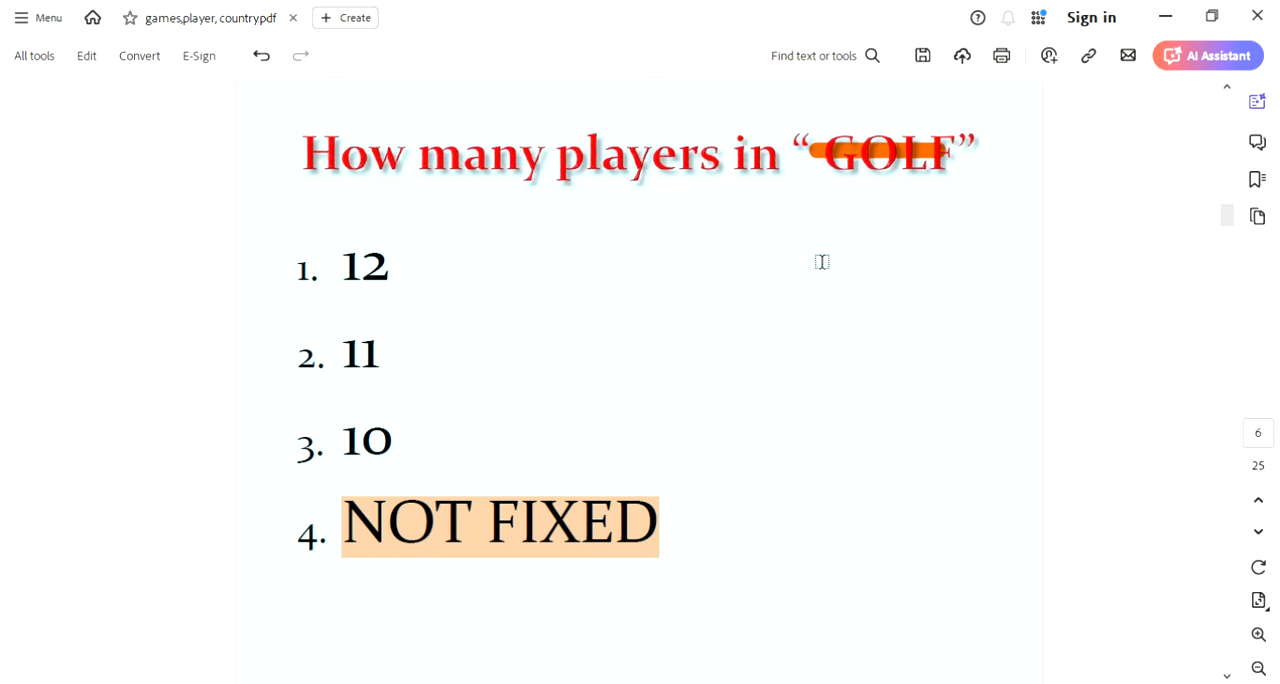 Menu games,player, country.pdf Create Sign in
All tools Edit Convert E-Sign Find text or tools AI Assistant
How many players in “ GOLF”
1. 12
2. 11
3. 10
4. NOT FIXED
6
25